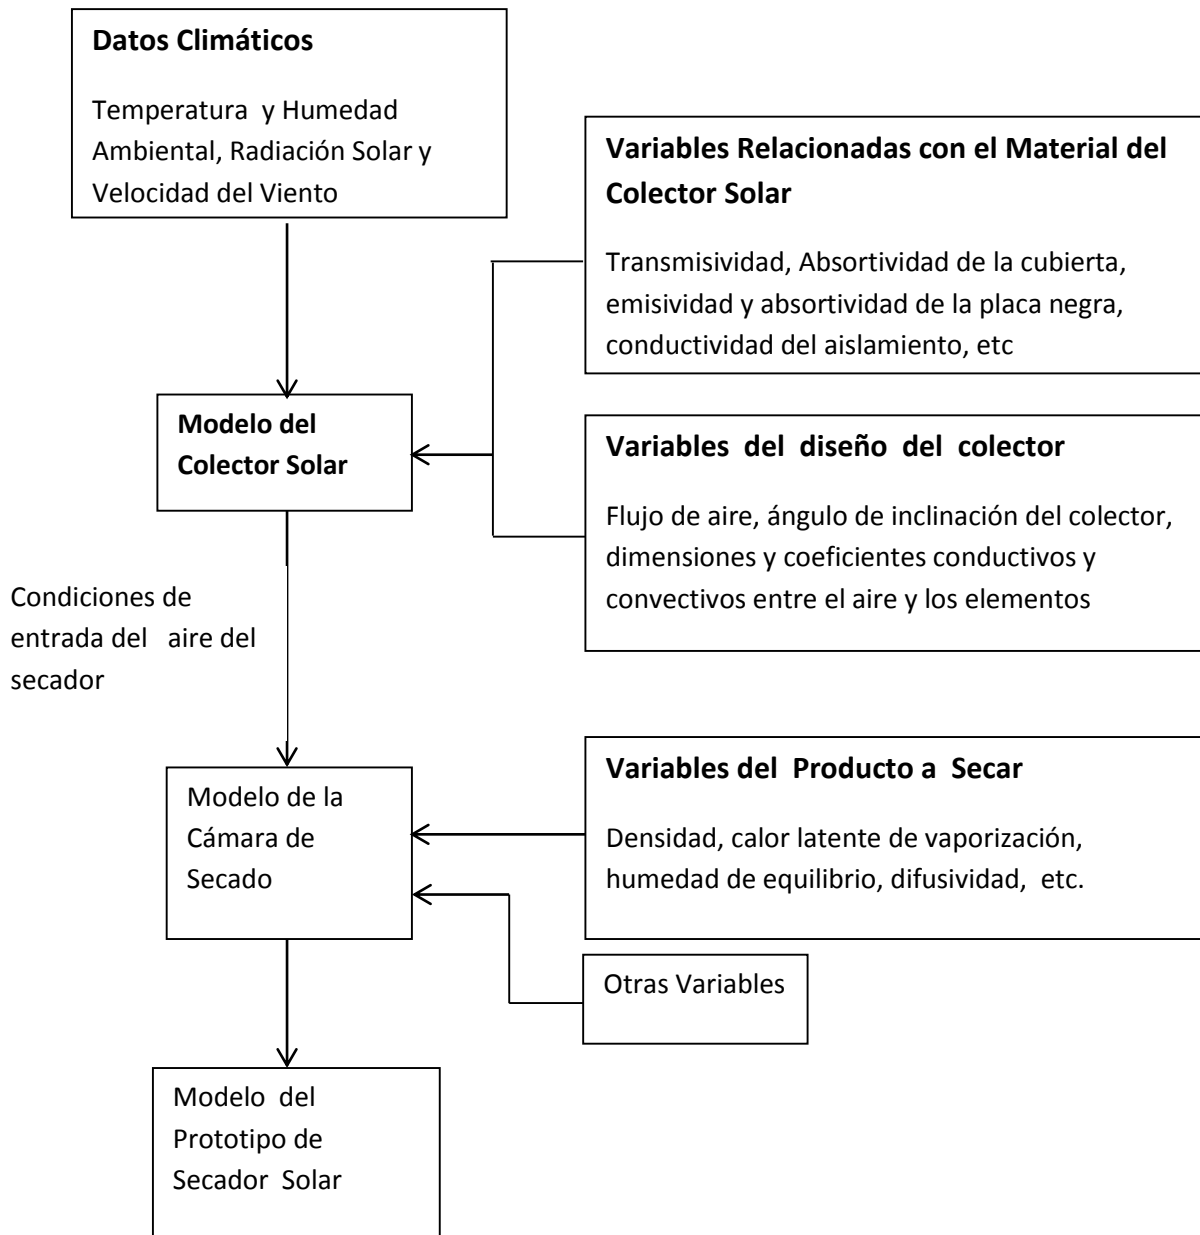 Datos Climáticos
Temperatura y Humedad
Ambiental, Radiación Solar y
Velocidad del Viento
Variables Relacionadas con el Material del
Colector Solar
Transmisividad, Absortividad de la cubierta,
emisividad y absortividad de la placa negra,
conductividad del aislamiento, etc
Modelo del
Colector Solar
Variables del diseño del colector
Flujo de aire, ángulo de inclinación del colector,
dimensiones y coeficientes conductivos y
convectivos entre el aire y los elementos
Condiciones de
entrada del aire del
secador
Modelo de la
Cámara de
Secado
Variables del Producto a Secar
Densidad, calor latente de vaporización,
humedad de equilibrio, difusividad, etc.
Otras Variables
Modelo del
Prototipo de
Secador Solar